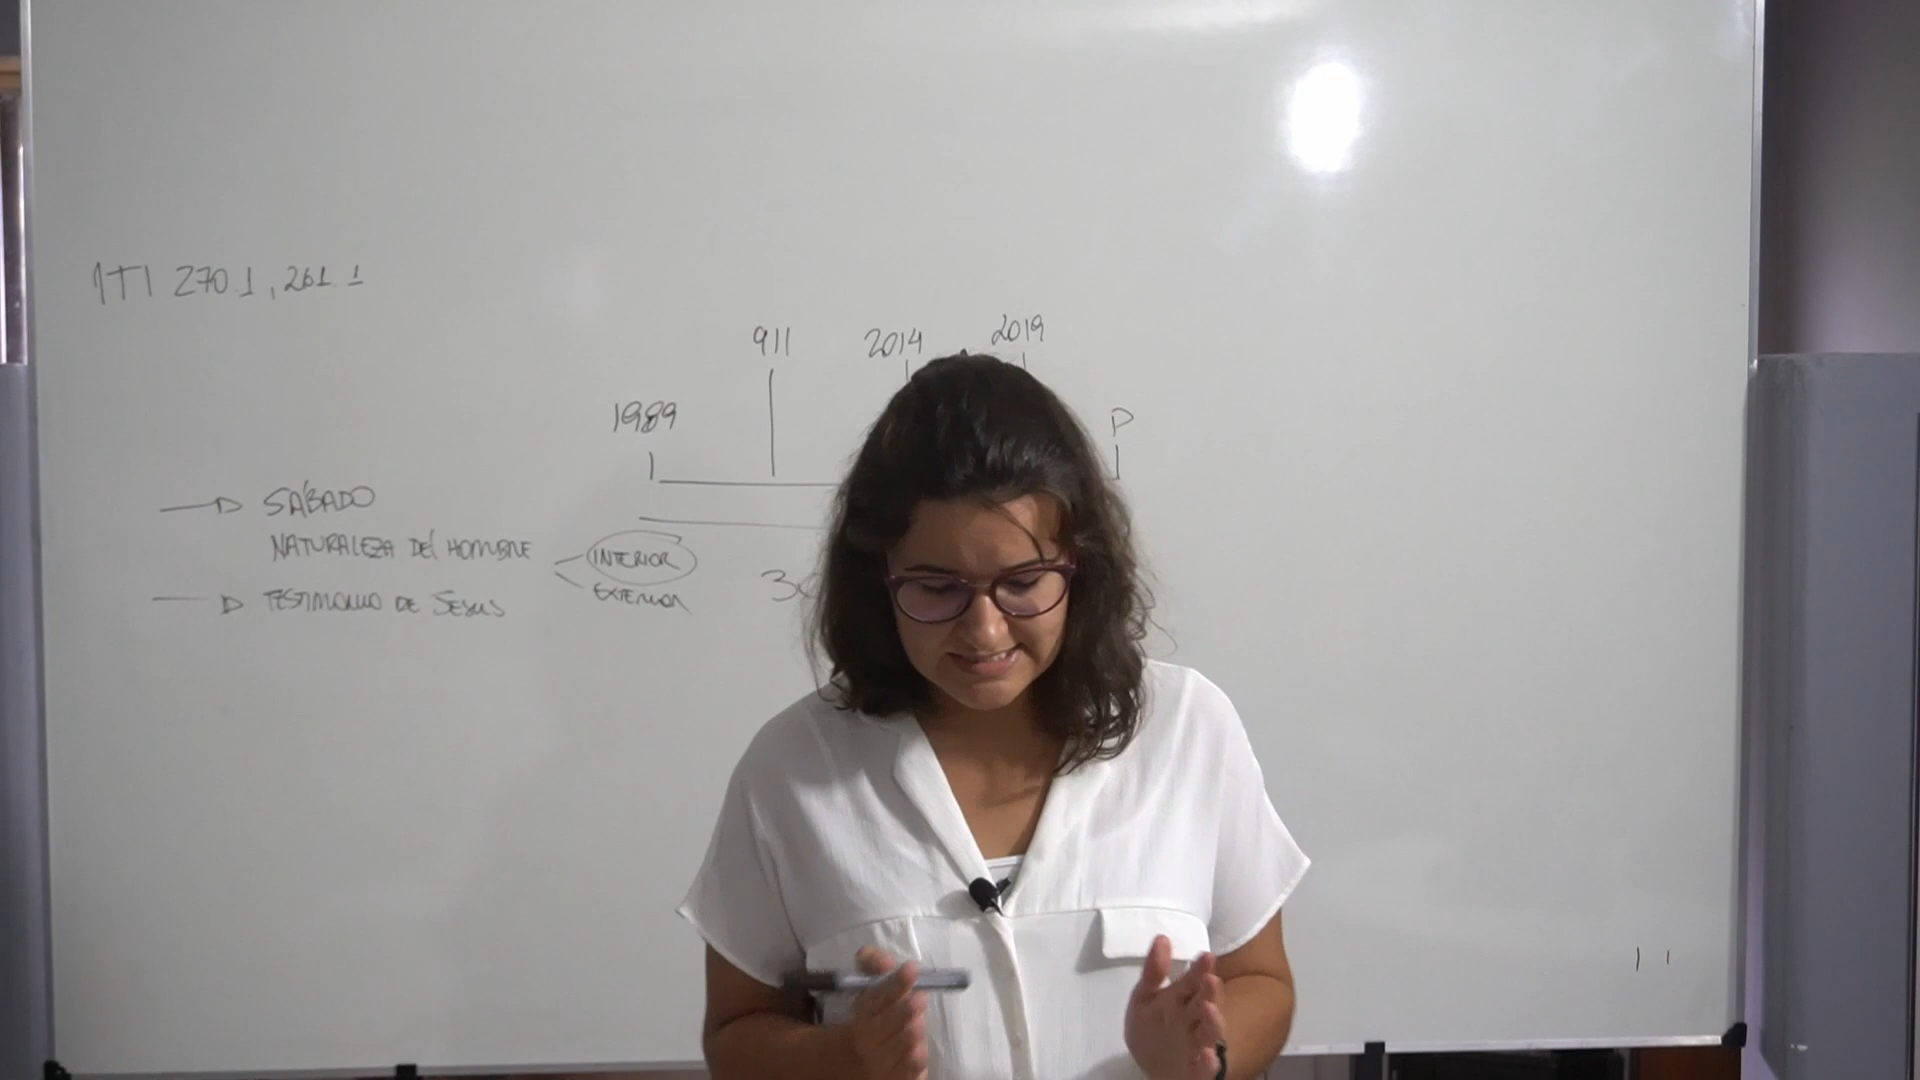 1T1 270.1, 261.1
911 2014 2019
1989 P
SÁBADO
NATURALEZA DEL HOMBRE
INTERIOR
EXTERIOR
TESTIMONIO DE JESUS